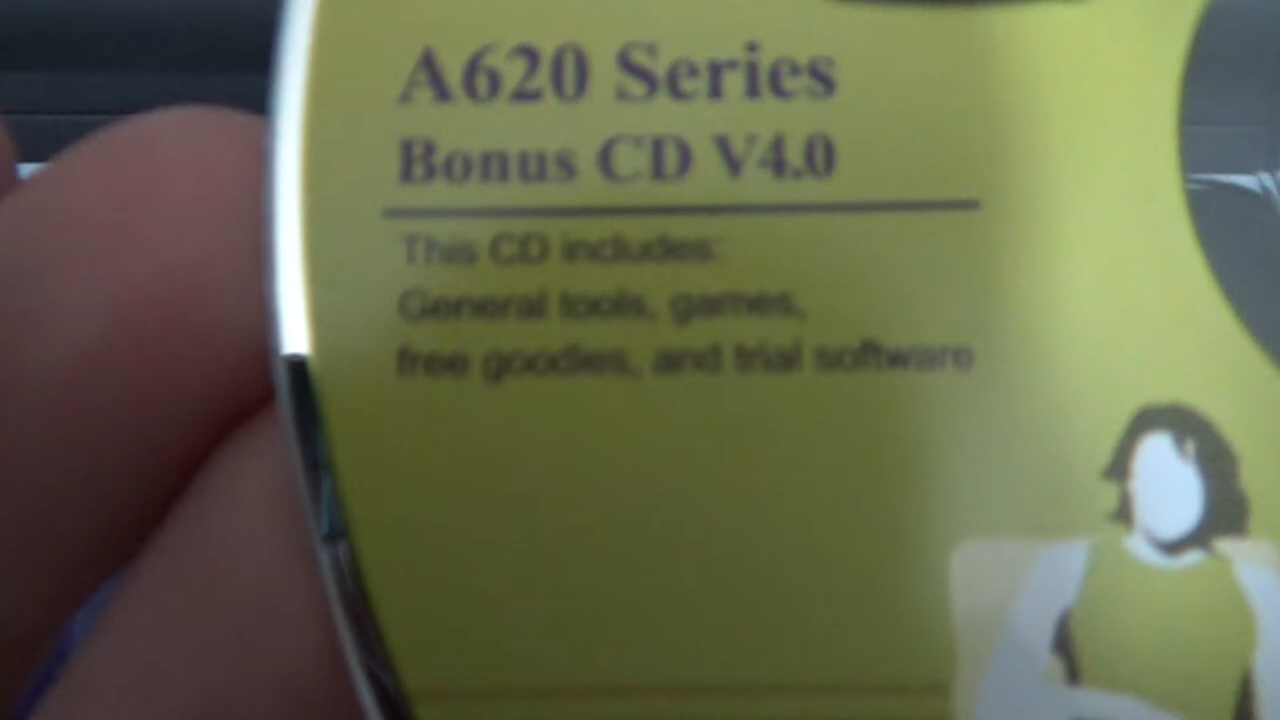 A620 Series
Bonus CD V4.0
This CD includes:
General tools, games,
free goodies, and trial software